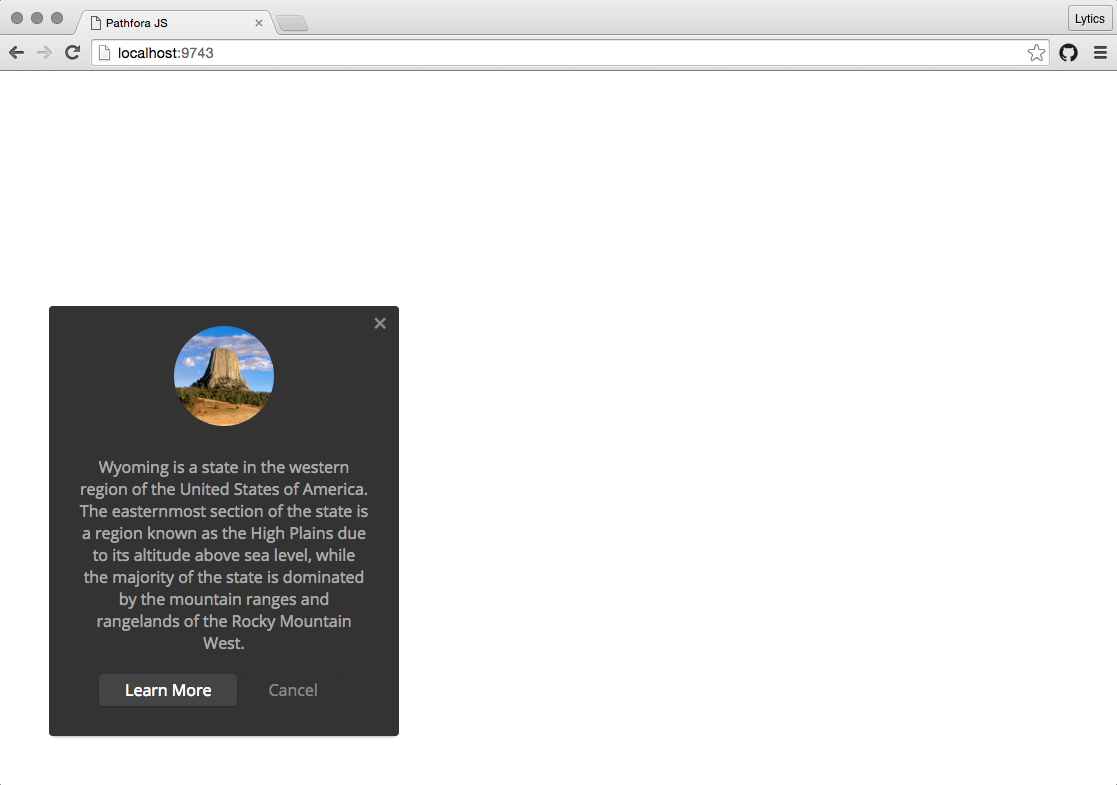 Pathfora JS
Lytics
localhost:9743
Wyoming is a state in the western
region of the United States of America.
The easternmost section of the state is
a region known as the High Plains due
to its altitude above sea level, while
the majority of the state is dominated
by the mountain ranges and
rangelands of the Rocky Mountain
West.
Learn More
Cancel